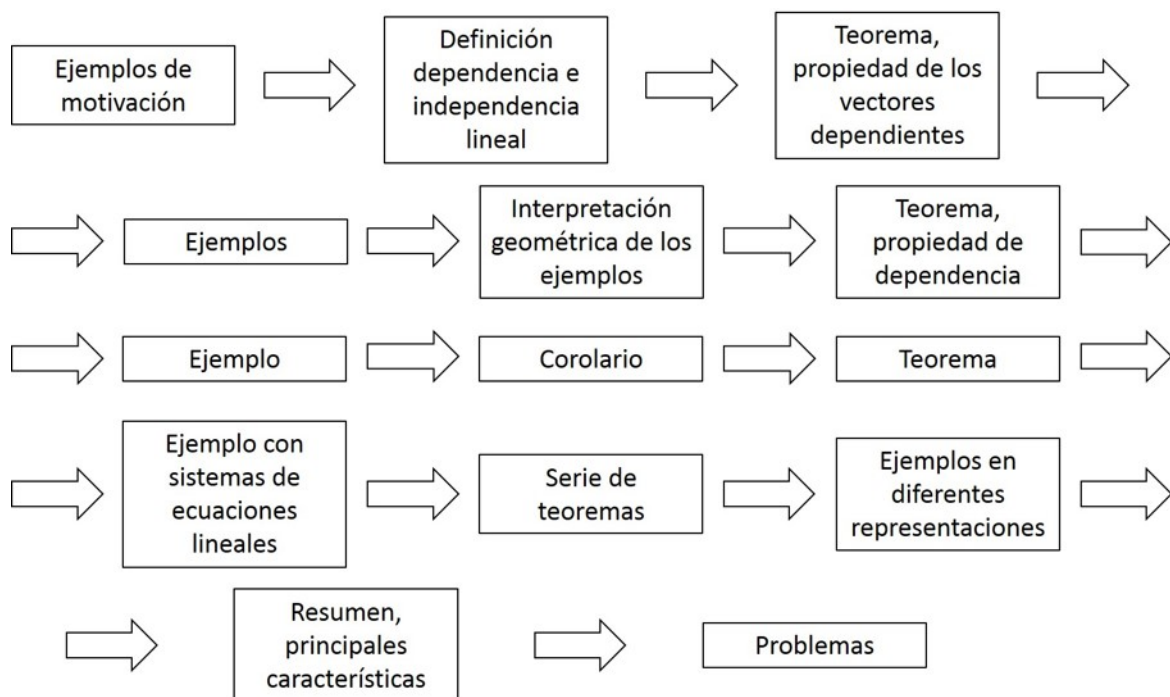 Ejemplos de
motivación
Definición
dependencia e
independencia
lineal
Teorema,
propiedad de los
vectores
dependientes
Ejemplos
Interpretación
geométrica de los
ejemplos
Teorema,
propiedad de
dependencia
Ejemplo
Corolario
Teorema
Ejemplo con
sistemas de
ecuaciones
lineales
Serie de
teoremas
Ejemplos en
diferentes
representaciones
Resumen,
principales
características
Problemas